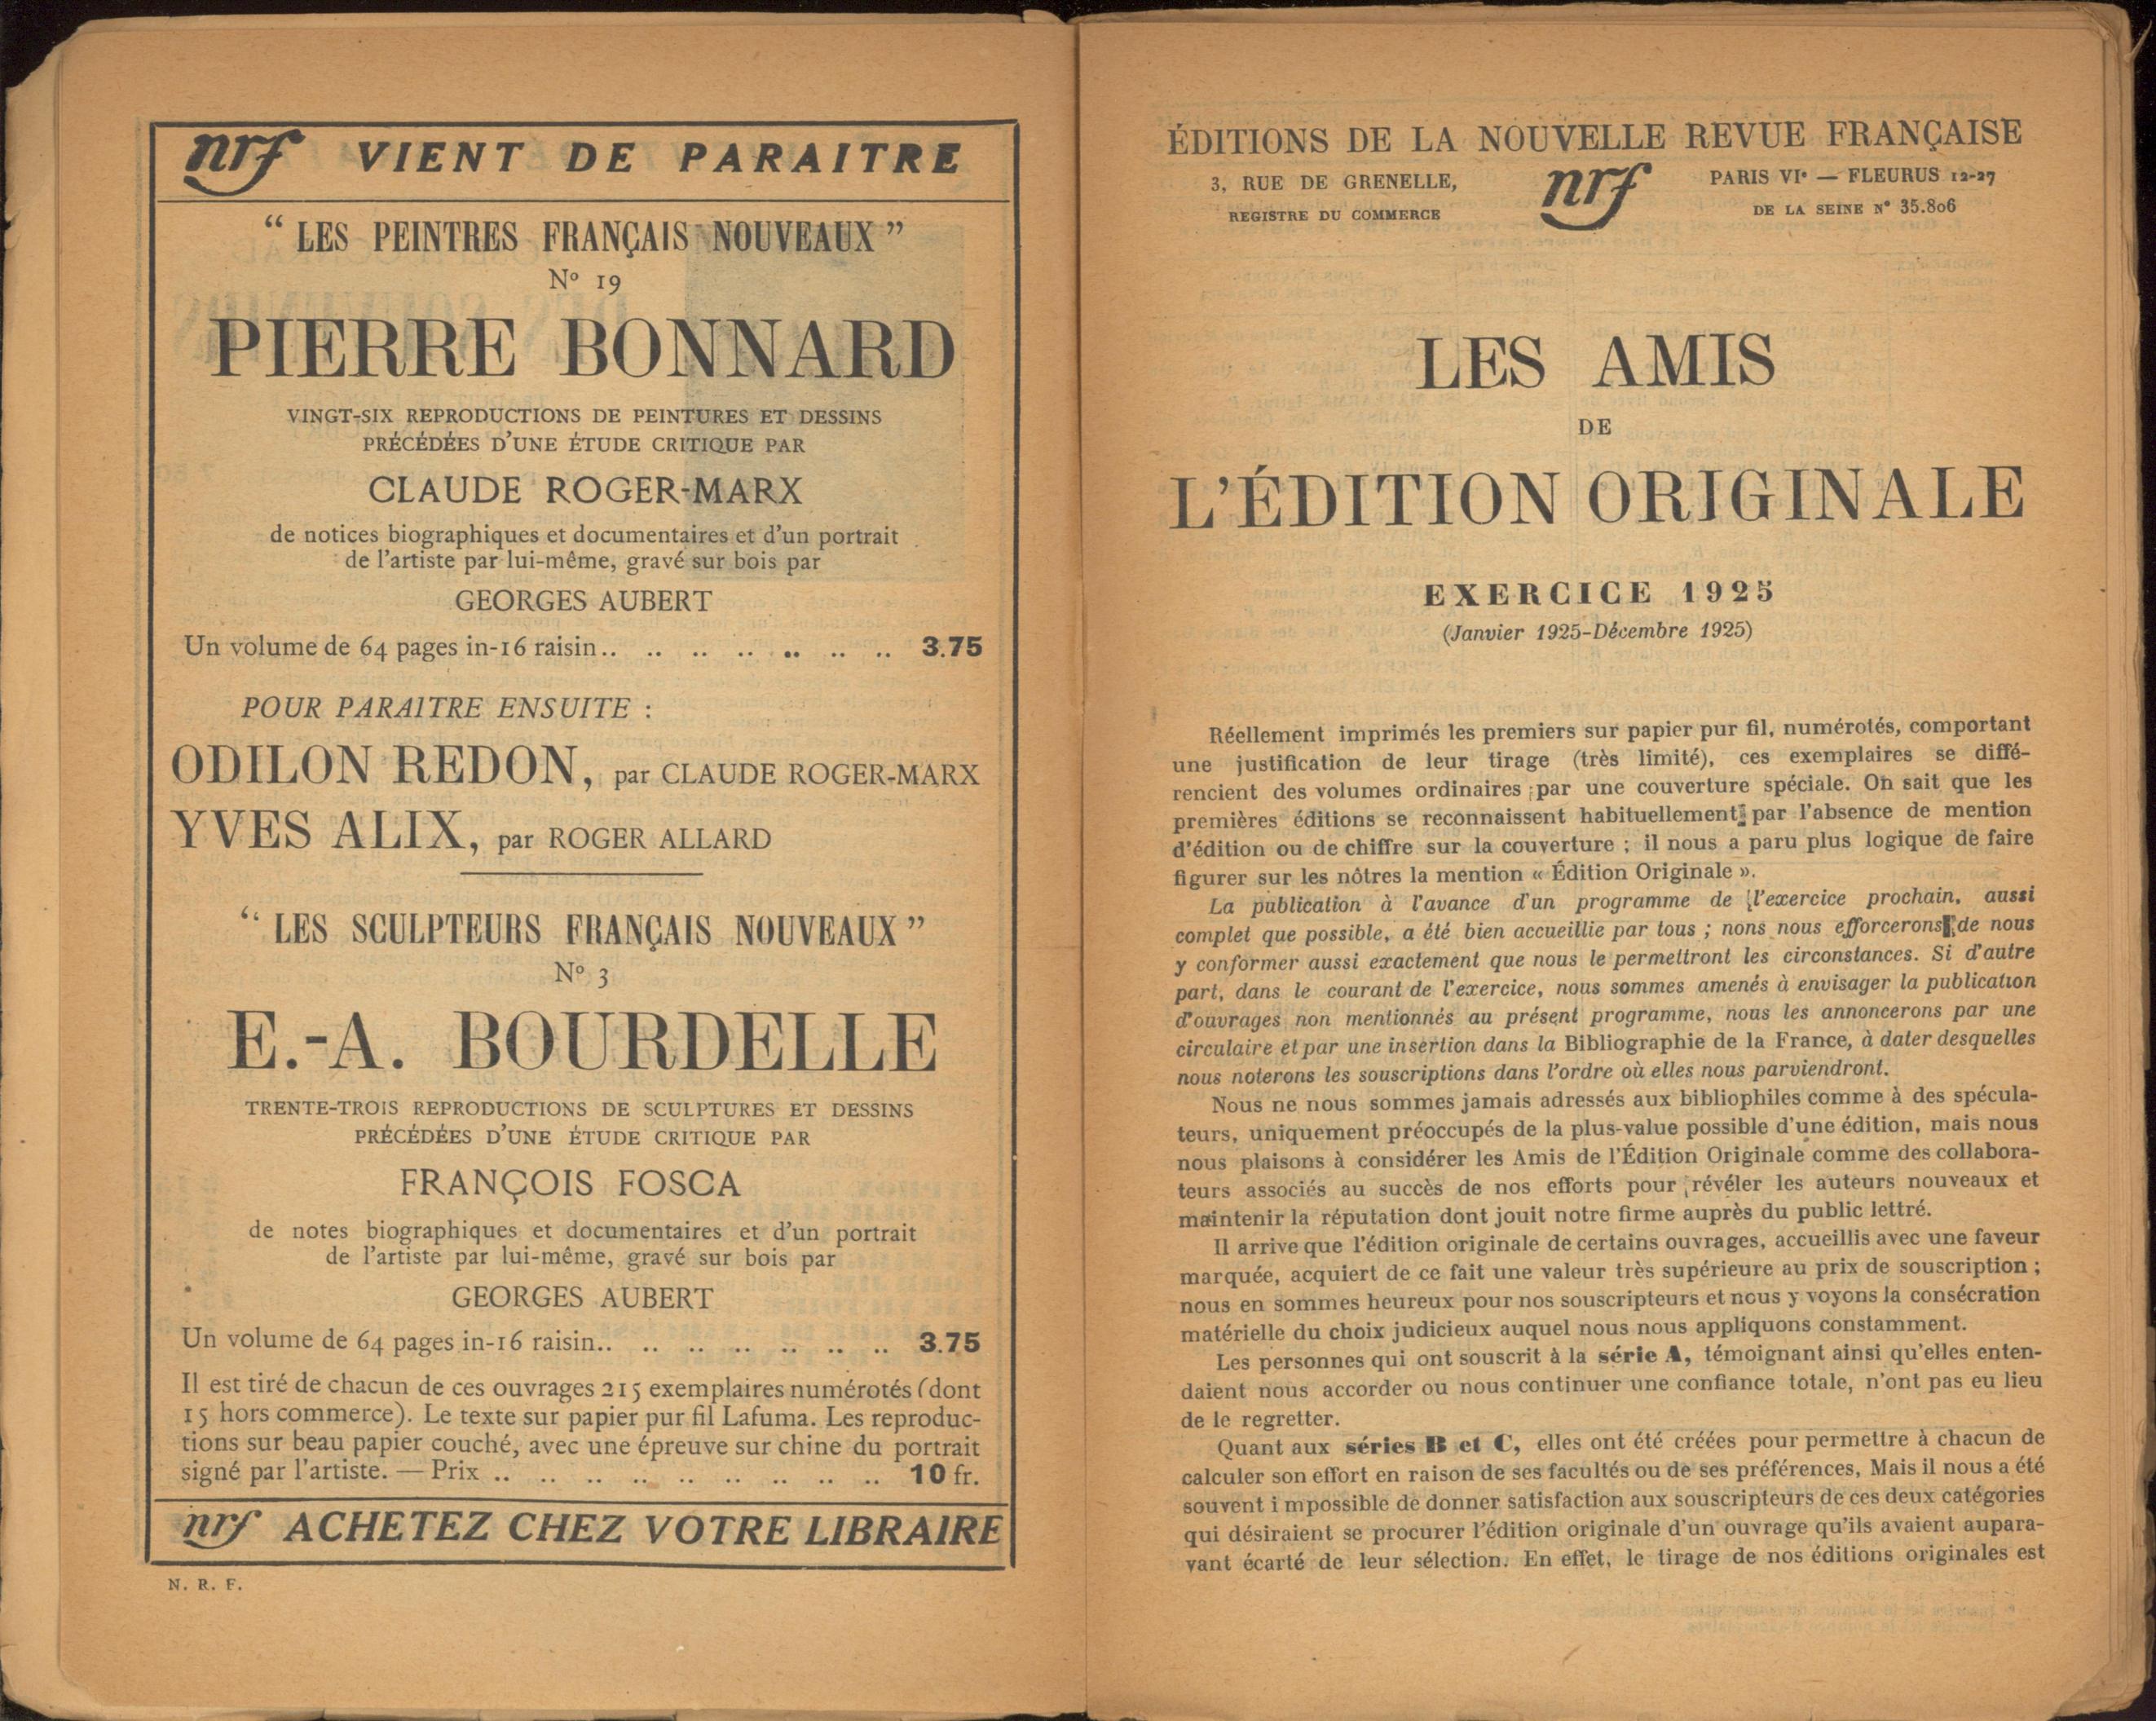 nrf VIENT DE PARAITRE
“ LES PEINTRES FRANÇAIS NOUVEAUX ”
Nº 19
PIERRE BONNARD
VINGT-SIX REPRODUCTIONS DE PEINTURES ET DESSINS
PRÉCÉDÉES D'UNE ÉTUDE CRITIQUE PAR
CLAUDE ROGER-MARX
de notices biographiques et documentaires et d'un portrait
de l'artiste par lui-même, gravé sur bois par
GEORGES AUBERT
Un volume de 64 pages in-16 raisin.. .. .. .. .. .. .. 3.75
POUR PARAITRE ENSUITE :
ODILON REDON, par CLAUDE ROGER-MARX
YVES ALIX, par ROGER ALLARD
“ LES SCULPTEURS FRANÇAIS NOUVEAUX ”
Nº 3
E.-A. BOURDELLE
TRENTE-TROIS REPRODUCTIONS DE SCULPTURES ET DESSINS
PRÉCÉDÉES D'UNE ÉTUDE CRITIQUE PAR
FRANÇOIS FOSCA
de notes biographiques et documentaires et d'un portrait
de l'artiste par lui-même, gravé sur bois par
GEORGES AUBERT
Un volume de 64 pages in-16 raisin.. .. .. .. .. .. .. 3.75
Il est tiré de chacun de ces ouvrages 215 exemplaires numérotés (dont
15 hors commerce). Le texte sur papier pur fil Lafuma. Les reproduc-
tions sur beau papier couché, avec une épreuve sur chine du portrait
signé par l'artiste. — Prix .. .. .. .. .. .. .. .. .. 10 fr.
nrf ACHETEZ CHEZ VOTRE LIBRAIRE
N. R. F.
ÉDITIONS DE LA NOUVELLE REVUE FRANÇAISE
3, RUE DE GRENELLE, nrf PARIS VIe — FLEURUS 12-27
REGISTRE DU COMMERCE DE LA SEINE Nº 35.806
LES AMIS
DE
L'ÉDITION ORIGINALE
EXERCICE 1925
(Janvier 1925-Décembre 1925)
Réellement imprimés les premiers sur papier pur fil, numérotés, comportant
une justification de leur tirage (très limité), ces exemplaires se diffé-
rencient des volumes ordinaires par une couverture spéciale. On sait que les
premières éditions se reconnaissent habituellement par l'absence de mention
d'édition ou de chiffre sur la couverture ; il nous a paru plus logique de faire
figurer sur les nôtres la mention « Édition Originale ».
La publication à l'avance d'un programme de l'exercice prochain, aussi
complet que possible, a été bien accueillie par tous ; nons nous efforcerons de nous
y conformer aussi exactement que nous le permettront les circonstances. Si d'autre
part, dans le courant de l'exercice, nous sommes amenés à envisager la publication
d'ouvrages non mentionnés au présent programme, nous les annoncerons par une
circulaire et par une insertion dans la Bibliographie de la France, à dater desquelles
nous noterons les souscriptions dans l'ordre où elles nous parviendront.
Nous ne nous sommes jamais adressés aux bibliophiles comme à des spécula-
teurs, uniquement préoccupés de la plus-value possible d'une édition, mais nous
nous plaisons à considérer les Amis de l'Édition Originale comme des collabora-
teurs associés au succès de nos efforts pour révéler les auteurs nouveaux et
maintenir la réputation dont jouit notre firme auprès du public lettré.
Il arrive que l'édition originale de certains ouvrages, accueillis avec une faveur
marquée, acquiert de ce fait une valeur très supérieure au prix de souscription ;
nous en sommes heureux pour nos souscripteurs et nous y voyons la consécration
matérielle du choix judicieux auquel nous nous appliquons constamment.
Les personnes qui ont souscrit à la série A, témoignant ainsi qu'elles enten-
daient nous accorder ou nous continuer une confiance totale, n'ont pas eu lieu
de le regretter.
Quant aux séries B et C, elles ont été créées pour permettre à chacun de
calculer son effort en raison de ses facultés ou de ses préférences, Mais il nous a été
souvent i mpossible de donner satisfaction aux souscripteurs de ces deux catégories
qui désiraient se procurer l'édition originale d'un ouvrage qu'ils avaient aupara-
vant écarté de leur sélection. En effet, le tirage de nos éditions originales est